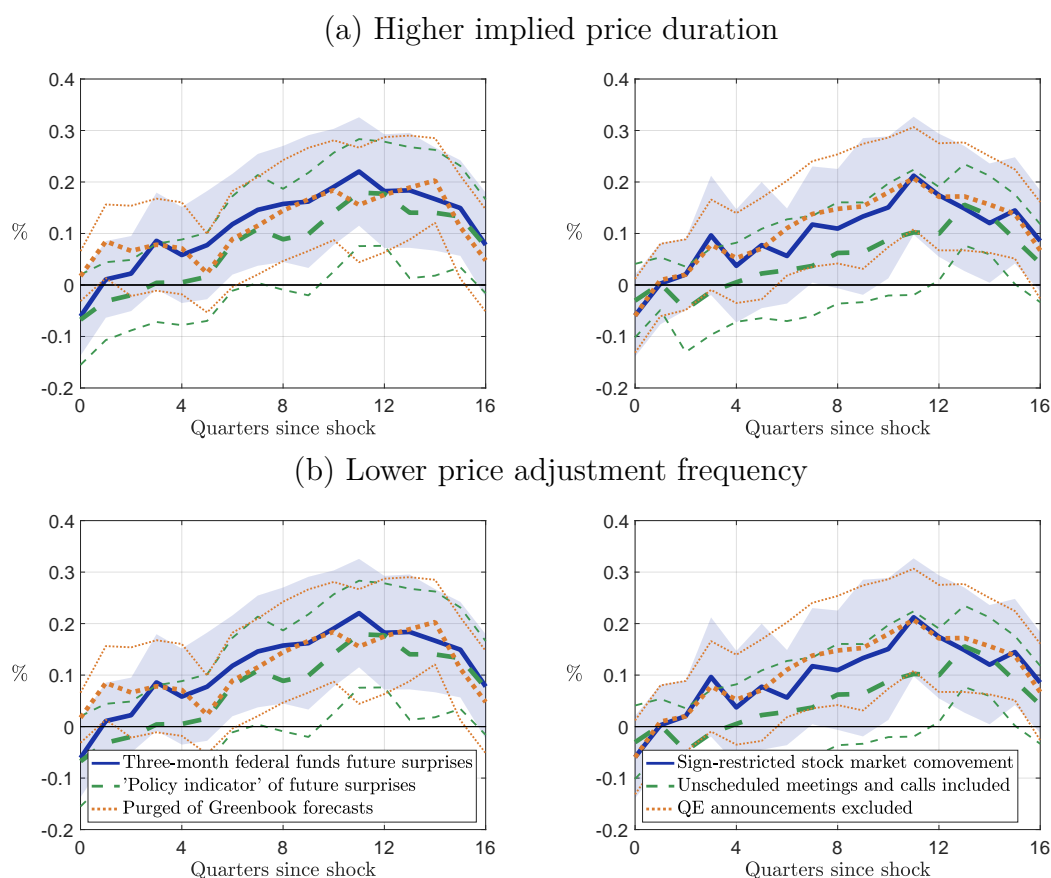 (a) Higher implied price duration
0.4 0.4
0.3 0.3
0.2 0.2
% 0.1 % 0.1
0 0
-0.1 -0.1
-0.2 -0.2
0 4 8 12 16 0 4 8 12 16
Quarters since shock Quarters since shock
(b) Lower price adjustment frequency
0.4 0.4
0.3 0.3
0.2 0.2
% 0.1 % 0.1
0 0
Three-month federal funds future surprises Sign-restricted stock market comovement
-0.1 'Policy indicator' of future surprises -0.1 Unscheduled meetings and calls included
Purged of Greenbook forecasts QE announcements excluded
-0.2 -0.2
0 4 8 12 16 0 4 8 12 16
Quarters since shock Quarters since shock